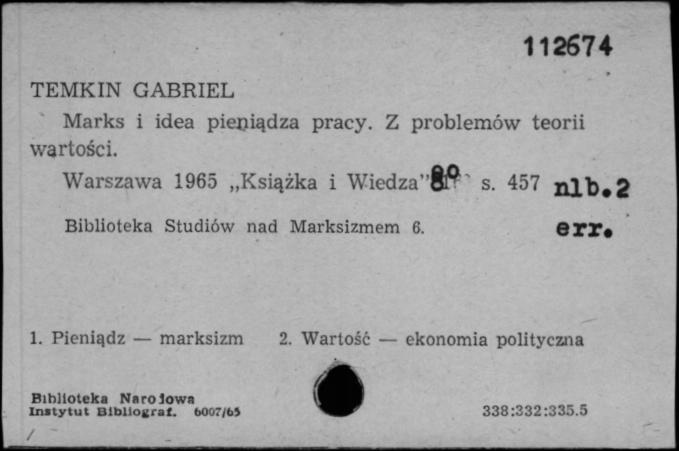 112674
TEMKIN GABRIEL
Marks i idea pieniądza pracy. Z problemów teorii
wartości.
Warszawa 1965 „Książka i Wiedza” 8° s. 457 nlb.2
Biblioteka Studiów nad Marksizmem 6. err.
1. Pieniądz — marksizm 2. Wartość — ekonomia polityczna
Biblioteka Narodowa
Instytut Bibliograf. 6007/65 338:332:335.5